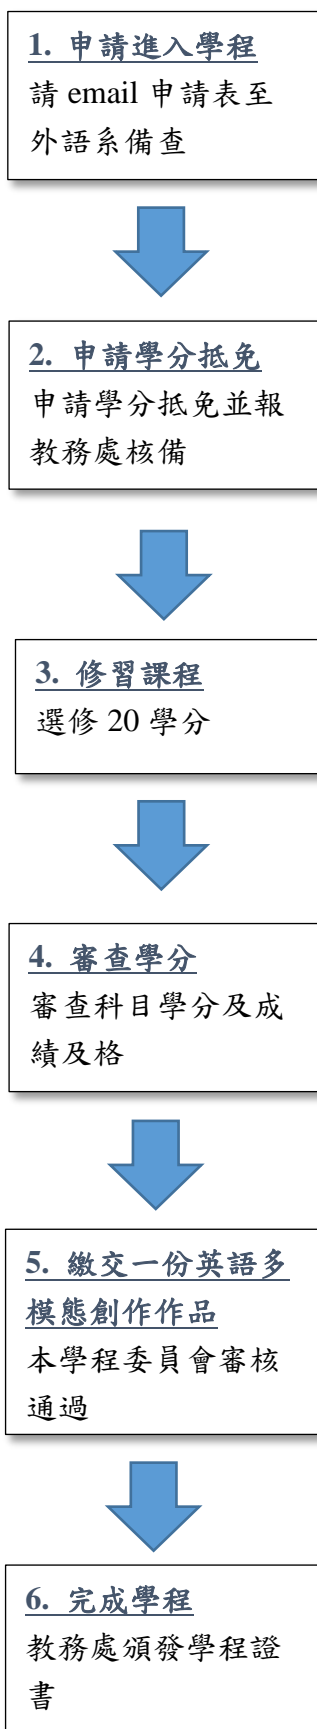 1. 申請進入學程
請 email 申請表至
外語系備查
2. 申請學分抵免
申請學分抵免並報
教務處核備
3. 修習課程
選修 20 學分
4. 審查學分
審查科目學分及成
績及格
5. 繳交一份英語多
模態創作作品
本學程委員會審核
通過
6. 完成學程
教務處頒發學程證
書